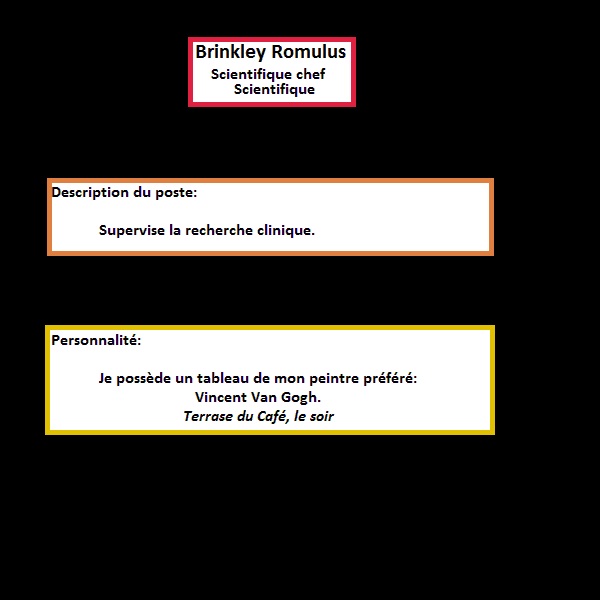 Brinkley Romulus
Scientifique chef
Scientifique
Description du poste:
Supervise la recherche clinique.
Personnalité:
Je possède un tableau de mon peintre préféré:
Vincent Van Gogh.
Terrase du Café, le soir